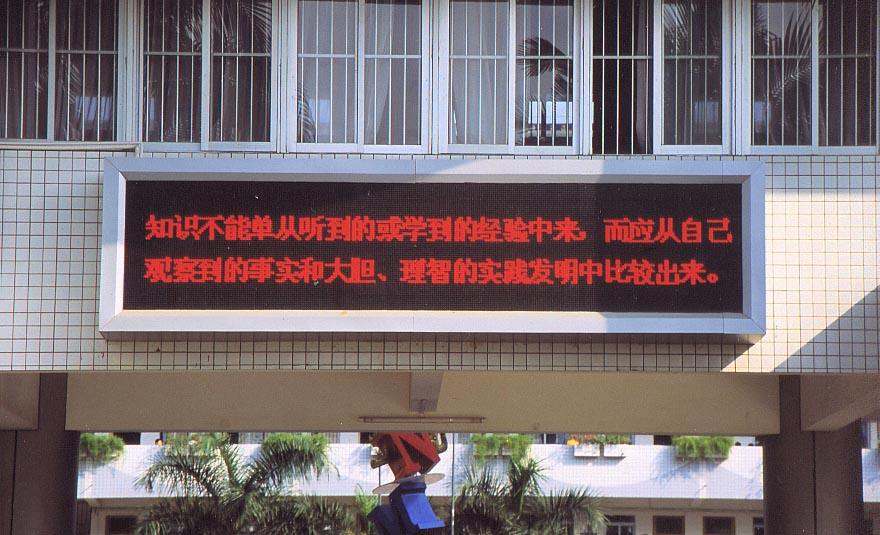 知识不能单从听到的或学到的经验中来，而应从自己
观察到的事实和大胆、理智的实践发明中比较出来。